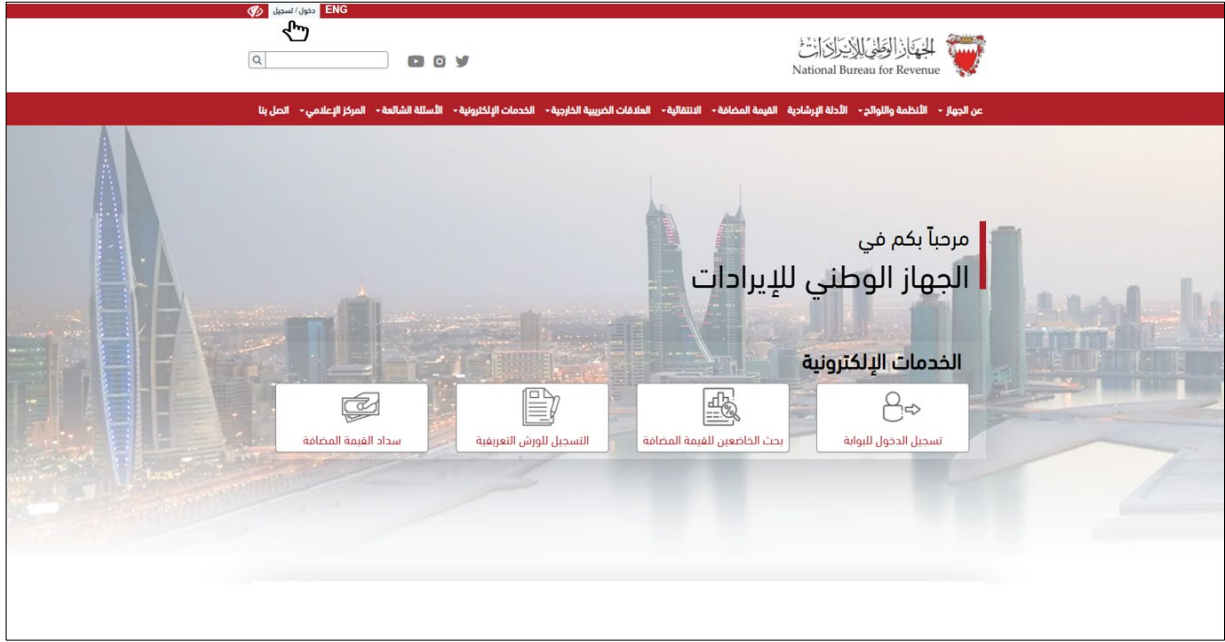 ENG
دخول / تسجيل
الجهاز الوطني للإيرادات
National Bureau for Revenue
عن الجهاز
الأنظمة واللوائح
الأدلة الإرشادية
القيمة المضافة
الانتقائية
العلاقات الضريبية الخارجية
الخدمات الإلكترونية
الأسئلة الشائعة
المركز الإعلامي
اتصل بنا
مرحباً بكم في
الجهاز الوطني للإيرادات
الخدمات الإلكترونية
تسجيل الدخول للبوابة
بحث الخاضعين للقيمة المضافة
التسجيل للورش التعريفية
سداد القيمة المضافة